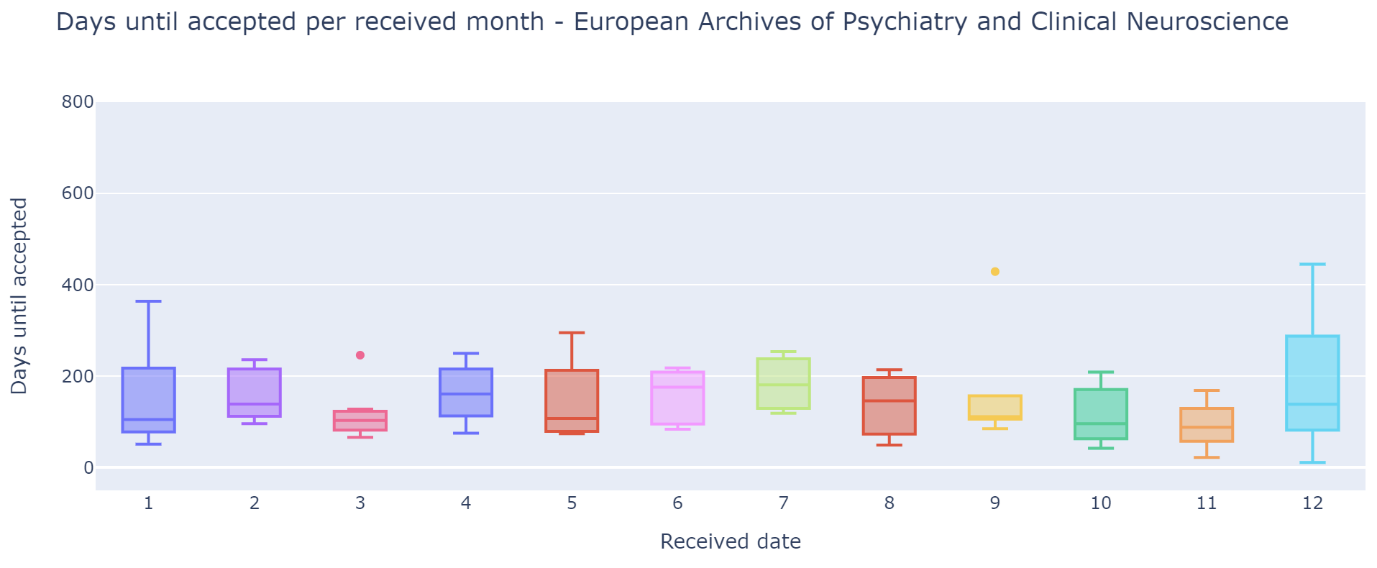 Days until accepted per received month - European Archives of Psychiatry and Clinical Neuroscience
800
600
400
200
0
Days until accepted
1 2 3 4 5 6 7 8 9 10 11 12
Received date